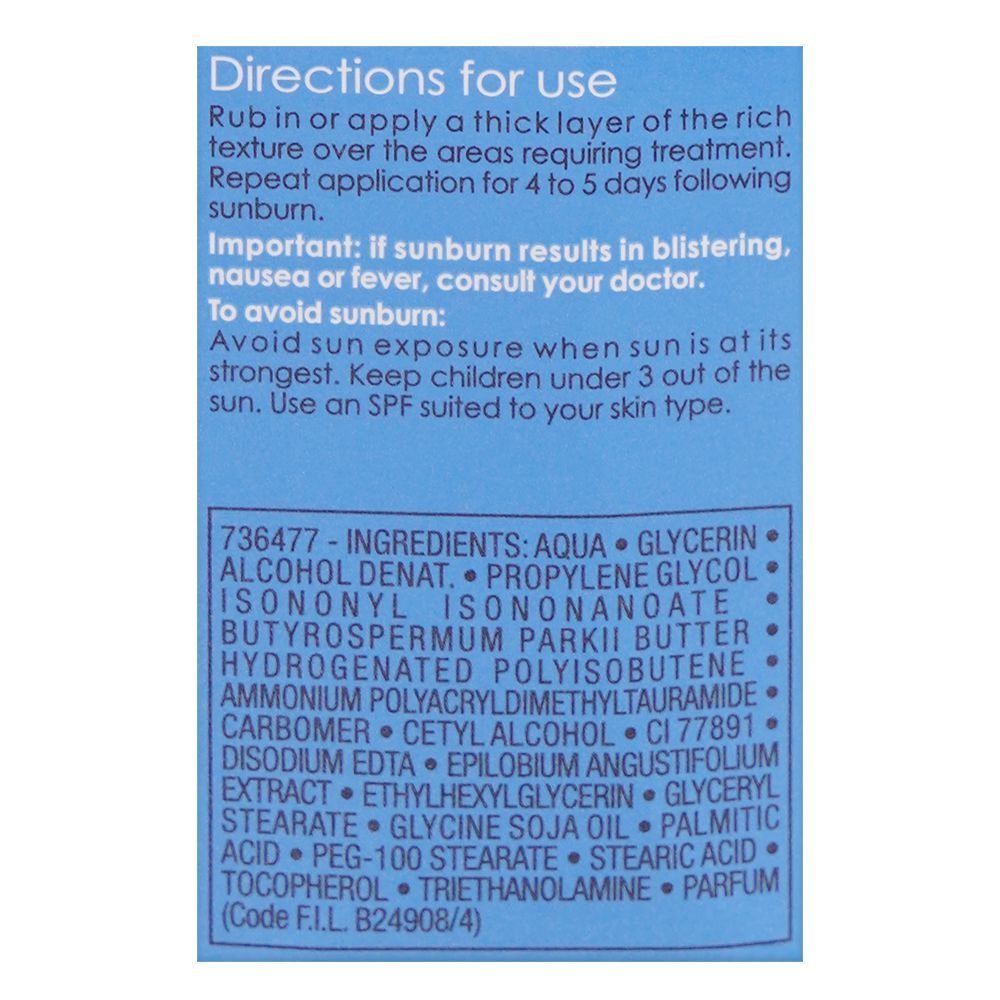 Directions for use
Rub in or apply a thick layer of the rich
texture over the areas requiring treatment.
Repeat application for 4 to 5 days following
sunburn.
Important: if sunburn results in blistering,
nausea or fever, consult your doctor.
To avoid sunburn:
Avoid sun exposure when sun is at its
strongest. Keep children under 3 out of the
sun. Use an SPF suited to your skin type.
736477 - INGREDIENTS: AQUA • GLYCERIN •
ALCOHOL DENAT. • PROPYLENE GLYCOL •
ISONONYL ISONONANOATE •
BUTYROSPERMUM PARKII BUTTER •
HYDROGENATED POLYISOBUTENE •
AMMONIUM POLYACRYLDIMETHYLTAURAMIDE •
CARBOMER • CETYL ALCOHOL • CI 77891 •
DISODIUM EDTA • EPILOBIUM ANGUSTIFOLIUM
EXTRACT • ETHYLHEXYLGLYCERIN • GLYCERYL
STEARATE • GLYCINE SOJA OIL • PALMITIC
ACID • PEG-100 STEARATE • STEARIC ACID •
TOCOPHEROL • TRIETHANOLAMINE • PARFUM
(Code F.I.L. B24908/4)